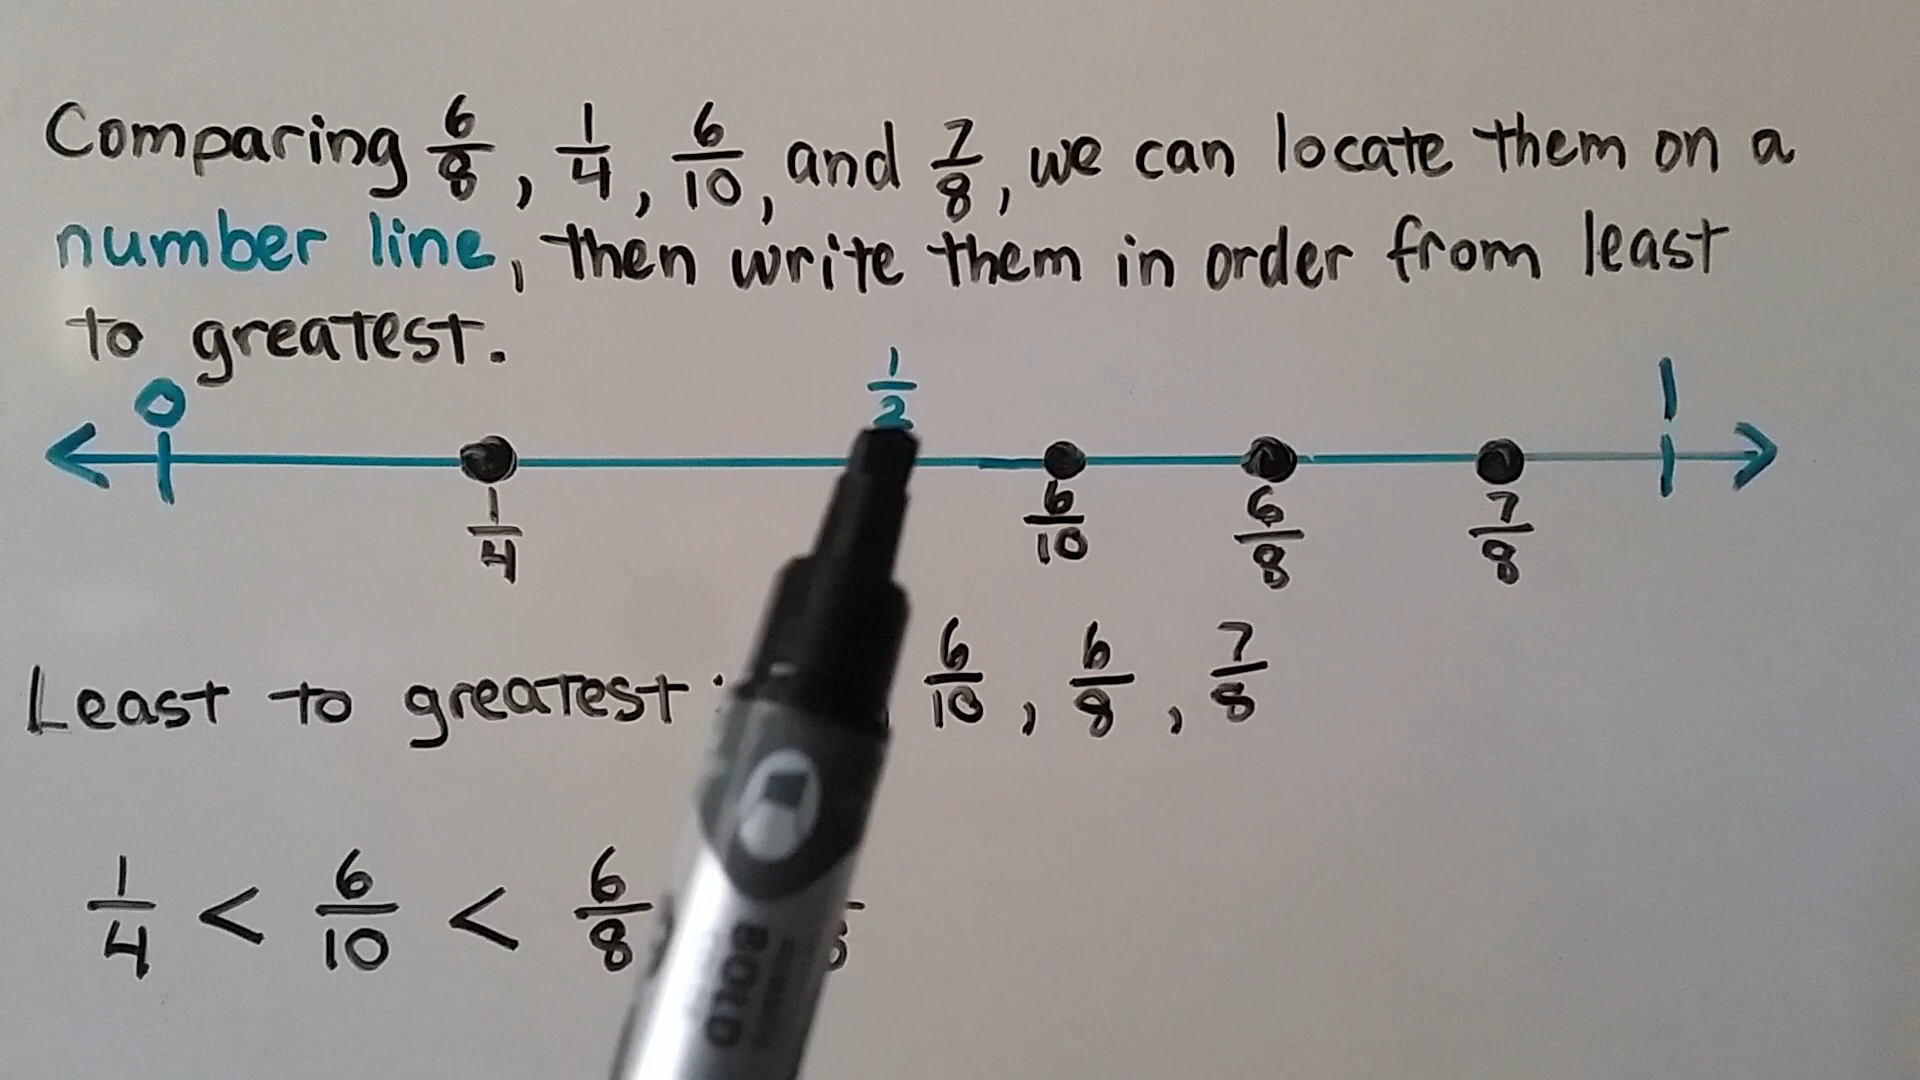 Comparing 6/8, 1/4, 6/10, and 7/8, we can locate them on a
number line, then write them in order from least
to greatest.
0 1/2 1
1/4 6/10 6/8 7/8
Least to greatest: 6/10, 6/8, 7/8
1/4 < 6/10 < 6/8
BOLD